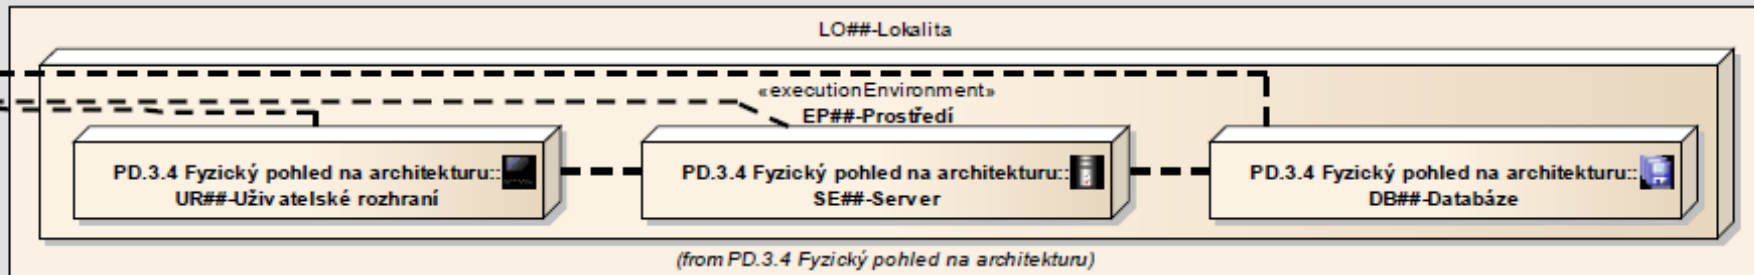 LO##-Lokalita
«executionEnvironment»
EP##-Prostředí
PD.3.4 Fyzický pohled na architekturu::
UR##-Uživatelské rozhraní
PD.3.4 Fyzický pohled na architekturu::
SE##-Server
PD.3.4 Fyzický pohled na architekturu::
DB##-Databáze
(from PD.3.4 Fyzický pohled na architekturu)